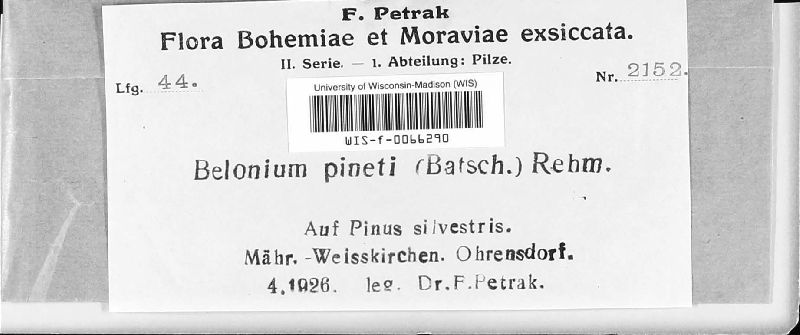 F. Petrak
Flora Bohemiae et Moraviae exsiccata.
II. Serie. — 1. Abteilung: Pilze.
Lfg. 44.
Nr. 2152.
University of Wisconsin-Madison (WIS)
WIS-f-0066290
Belonium pineti (Batsch.) Rehm.
Auf Pinus silvestris.
Mähr.-Weisskirchen. Ohrensdorf.
4.1926. leg. Dr.F.Petrak.